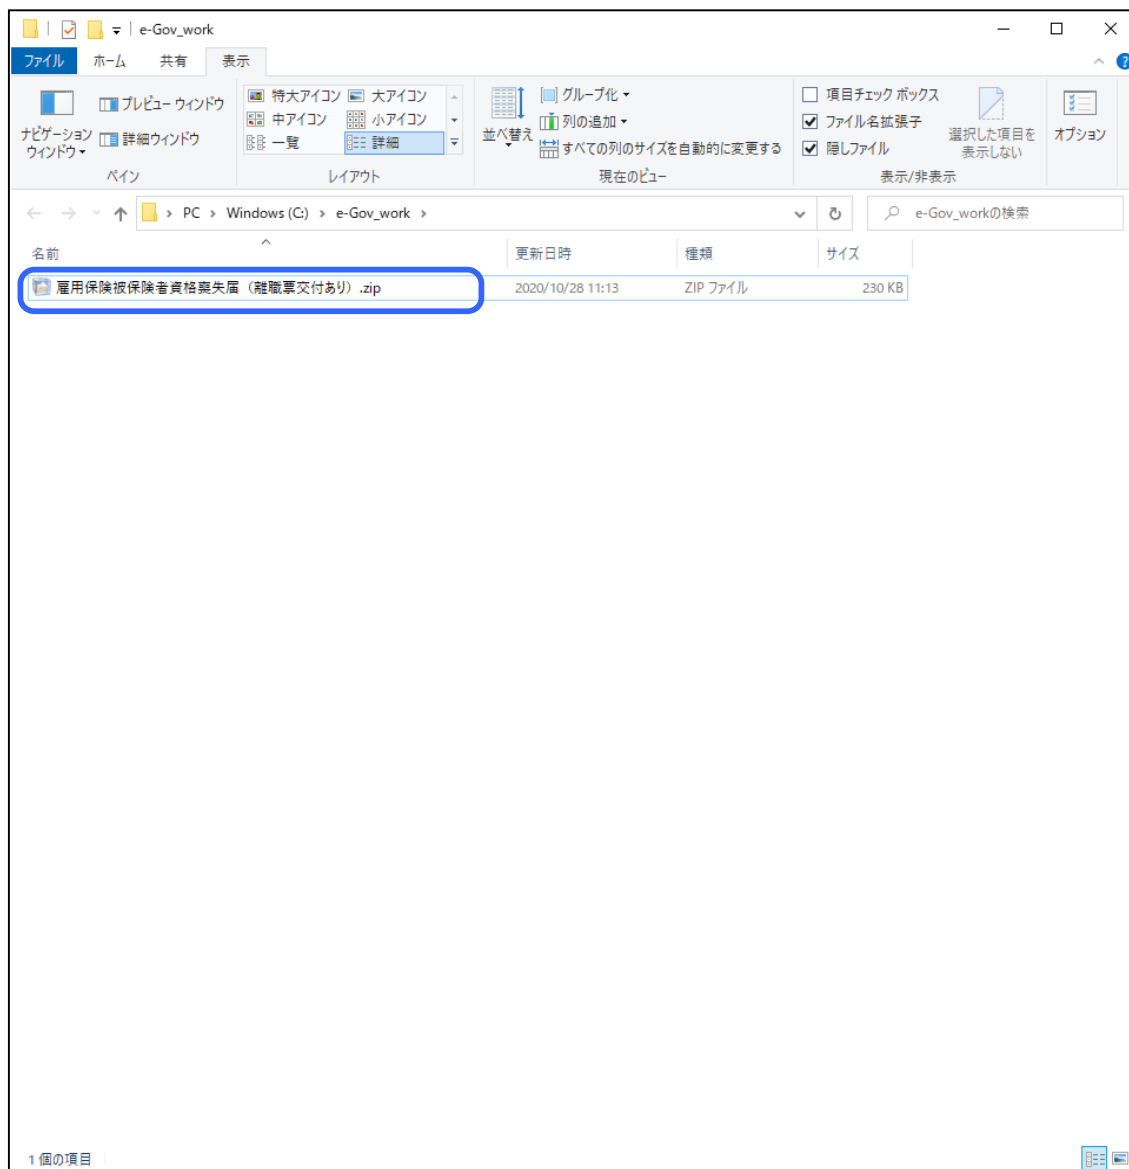 e-Gov_work
ファイル ホーム 共有 表示
ナビゲーション ウィンドウ
プレビュー ウィンドウ
詳細ウィンドウ
ペイン
特大アイコン 大アイコン
中アイコン 小アイコン
一覧 詳細
レイアウト
並べ替え
グループ化
列の追加
すべての列のサイズを自動的に変更する
現在のビュー
項目チェック ボックス
ファイル名拡張子
隠しファイル
選択した項目を
表示しない
表示/非表示
オプション
PC › Windows (C:) › e-Gov_work ›
e-Gov_workの検索
名前 更新日時 種類 サイズ
雇用保険被保険者資格喪失届（離職票交付あり）.zip 2020/10/28 11:13 ZIP ファイル 230 KB
1 個の項目